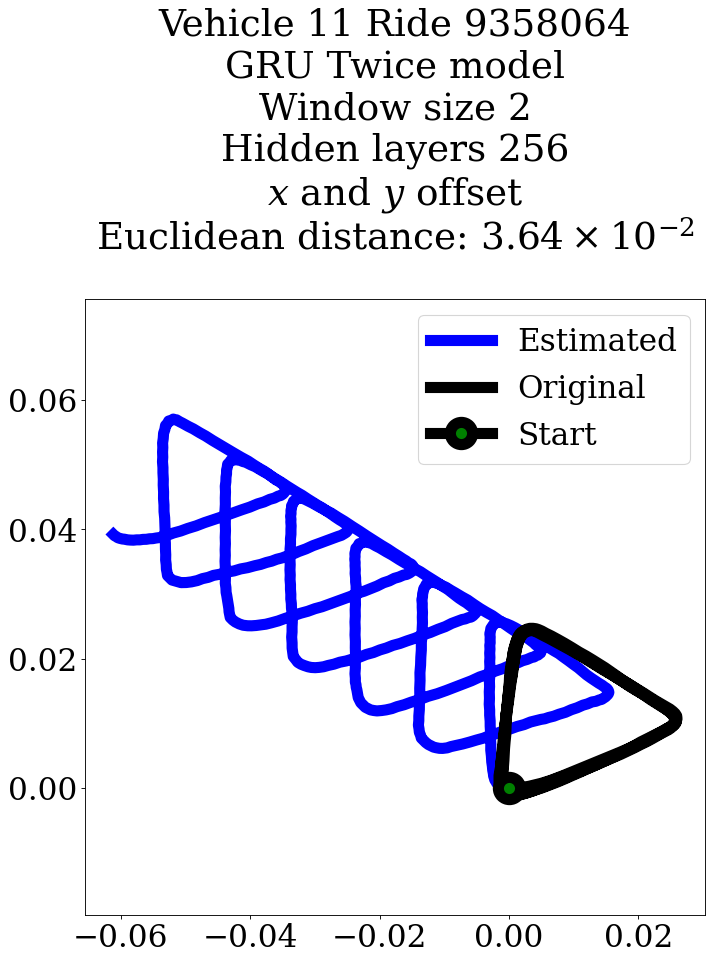 Vehicle 11 Ride 9358064
GRU Twice model
Window size 2
Hidden layers 256
x and y offset
Euclidean distance: 3.64 × 10⁻²
Estimated
Original
Start
0.06
0.04
0.02
0.00
−0.06 −0.04 −0.02 0.00 0.02